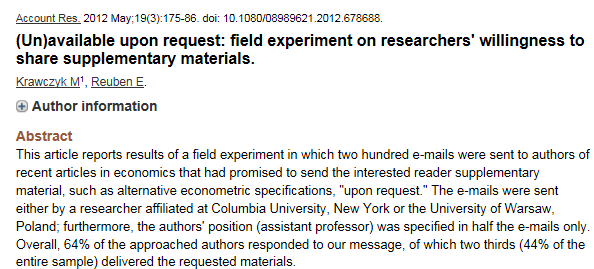 Account Res. 2012 May;19(3):175-86. doi: 10.1080/08989621.2012.678688.
(Un)available upon request: field experiment on researchers' willingness to
share supplementary materials.
Krawczyk M1, Reuben E.
Author information
Abstract
This article reports results of a field experiment in which two hundred e-mails were sent to authors of
recent articles in economics that had promised to send the interested reader supplementary
material, such as alternative econometric specifications, "upon request." The e-mails were sent
either by a researcher affiliated at Columbia University, New York or the University of Warsaw,
Poland; furthermore, the authors' position (assistant professor) was specified in half the e-mails only.
Overall, 64% of the approached authors responded to our message, of which two thirds (44% of the
entire sample) delivered the requested materials.